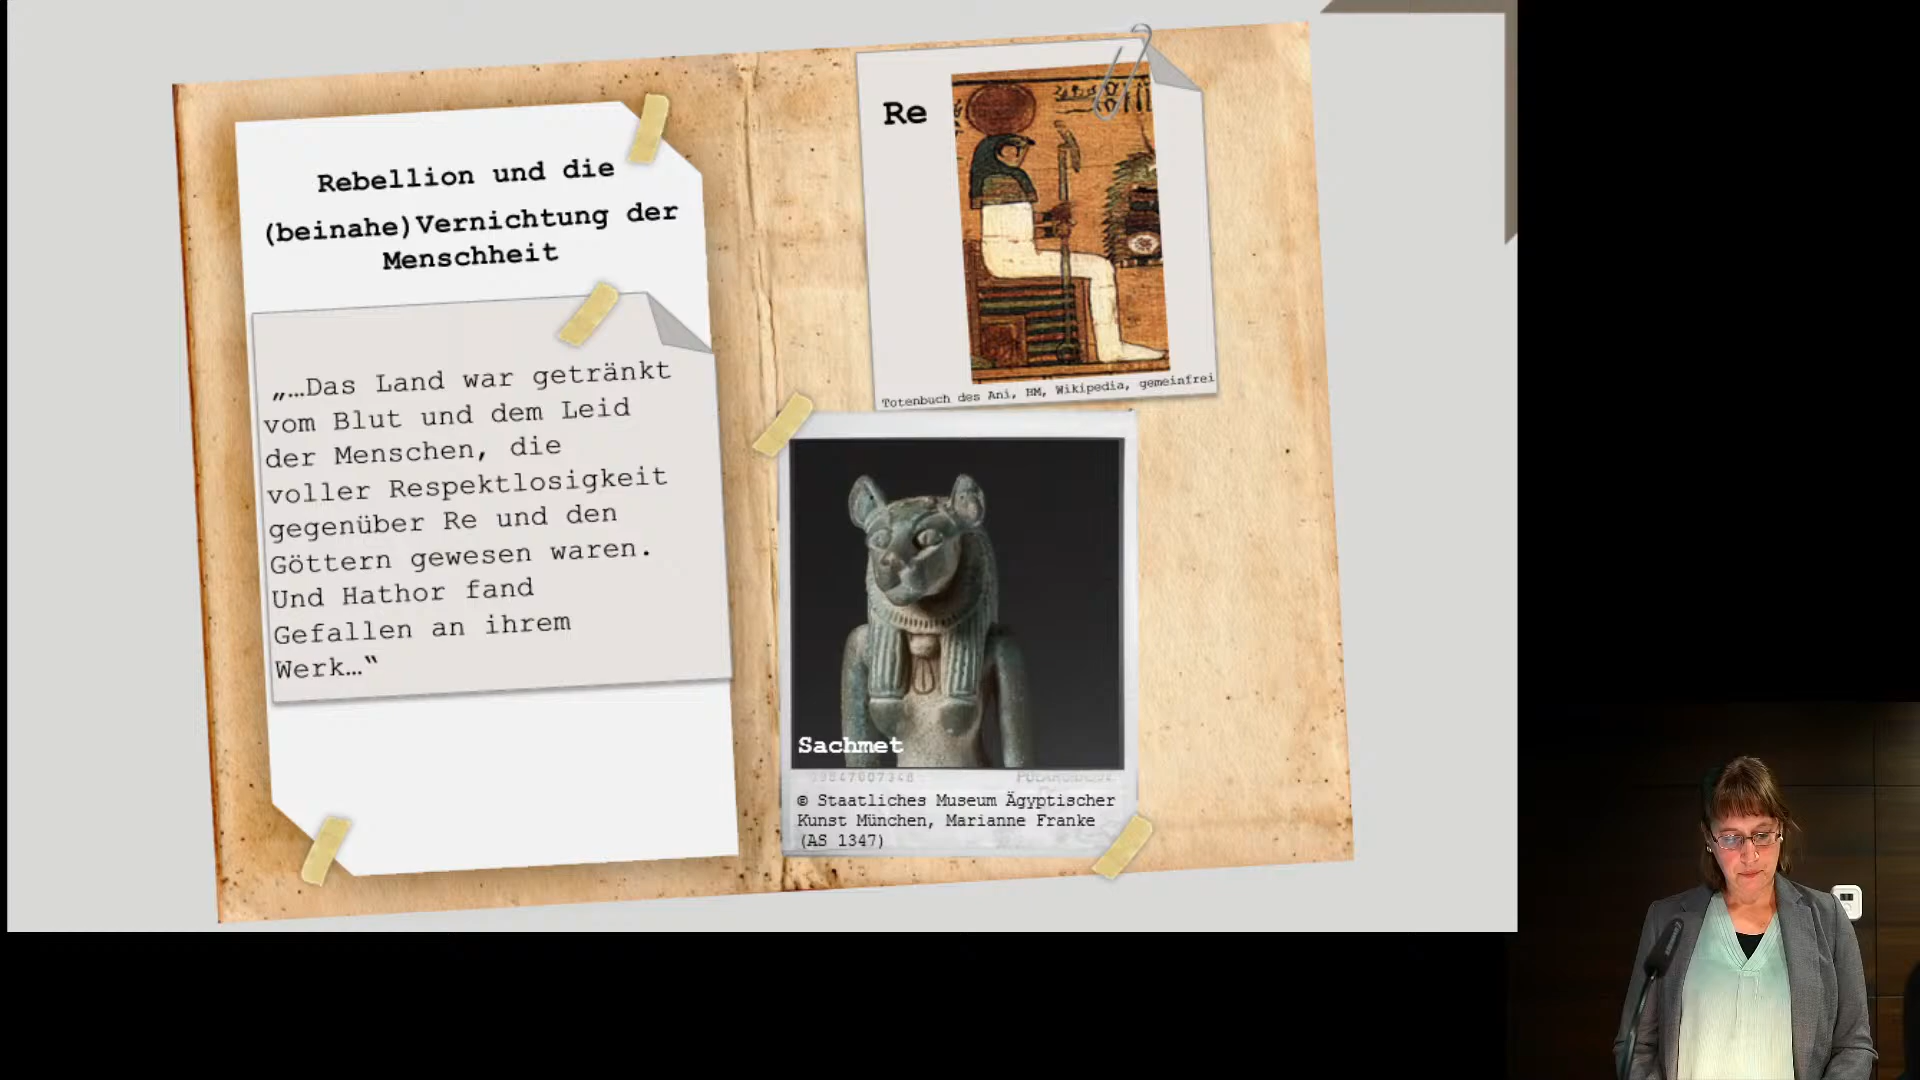 Rebellion und die
(beinahe)Vernichtung der
Menschheit
„…Das Land war getränkt
vom Blut und dem Leid
der Menschen, die
voller Respektlosigkeit
gegenüber Re und den
Göttern gewesen waren.
Und Hathor fand
Gefallen an ihrem
Werk…“
Re
Totenbuch des Ani, BM, Wikipedia, gemeinfrei
Sachmet
© Staatliches Museum Ägyptischer
Kunst München, Marianne Franke
(AS 1347)